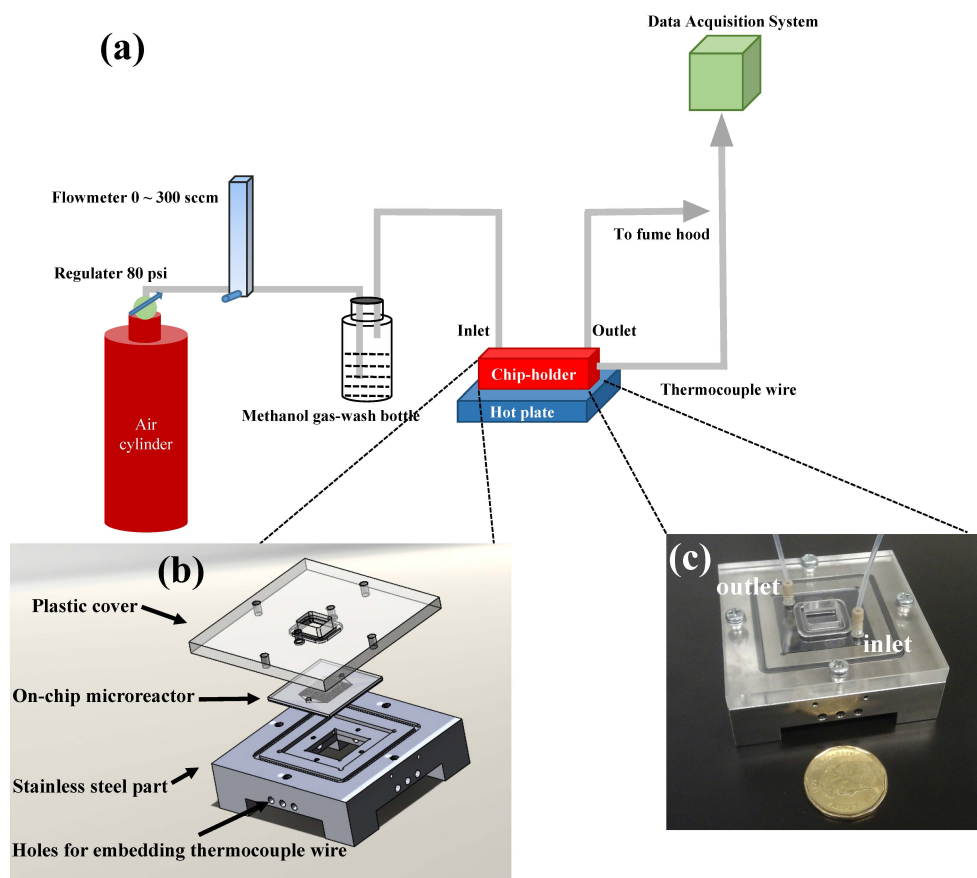 (a)
Data Acquisition System
Flowmeter 0 ~ 300 sccm
To fume hood
Regulater 80 psi
Inlet
Outlet
Chip-holder
Thermocouple wire
Hot plate
Methanol gas-wash bottle
Air
cylinder
(b)
Plastic cover
On-chip microreactor
Stainless steel part
Holes for embedding thermocouple wire
(c)
outlet
inlet